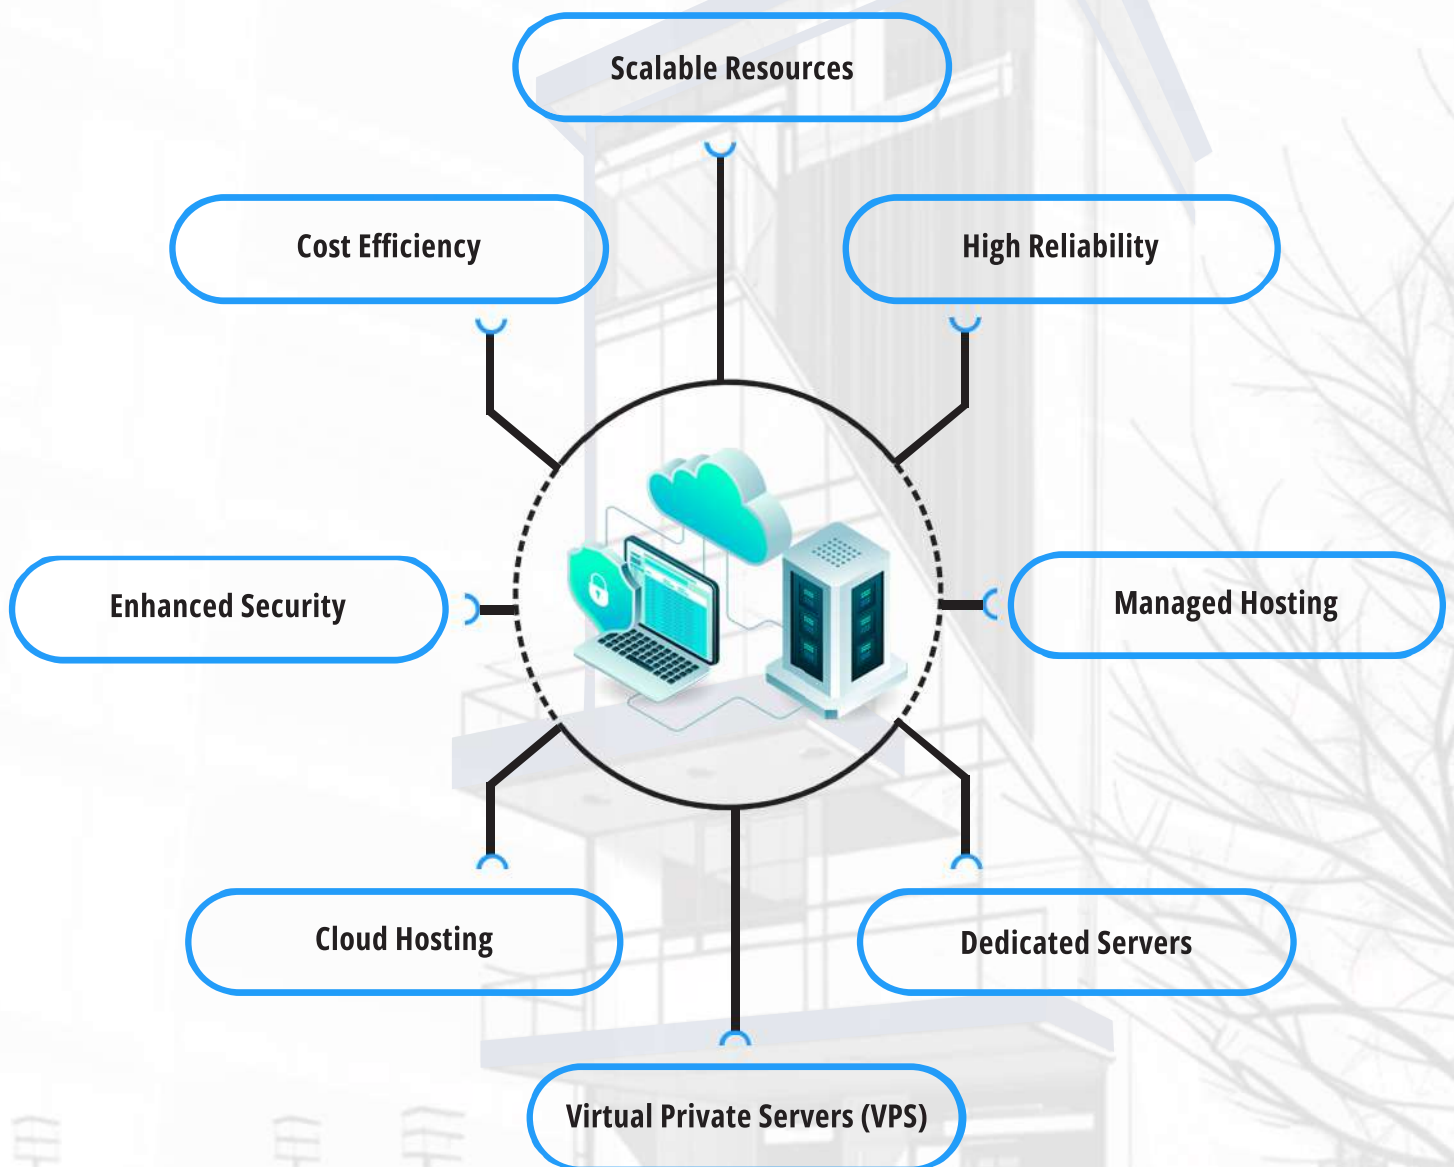 Scalable Resources
Cost Efficiency
High Reliability
Enhanced Security
Managed Hosting
Cloud Hosting
Dedicated Servers
Virtual Private Servers (VPS)